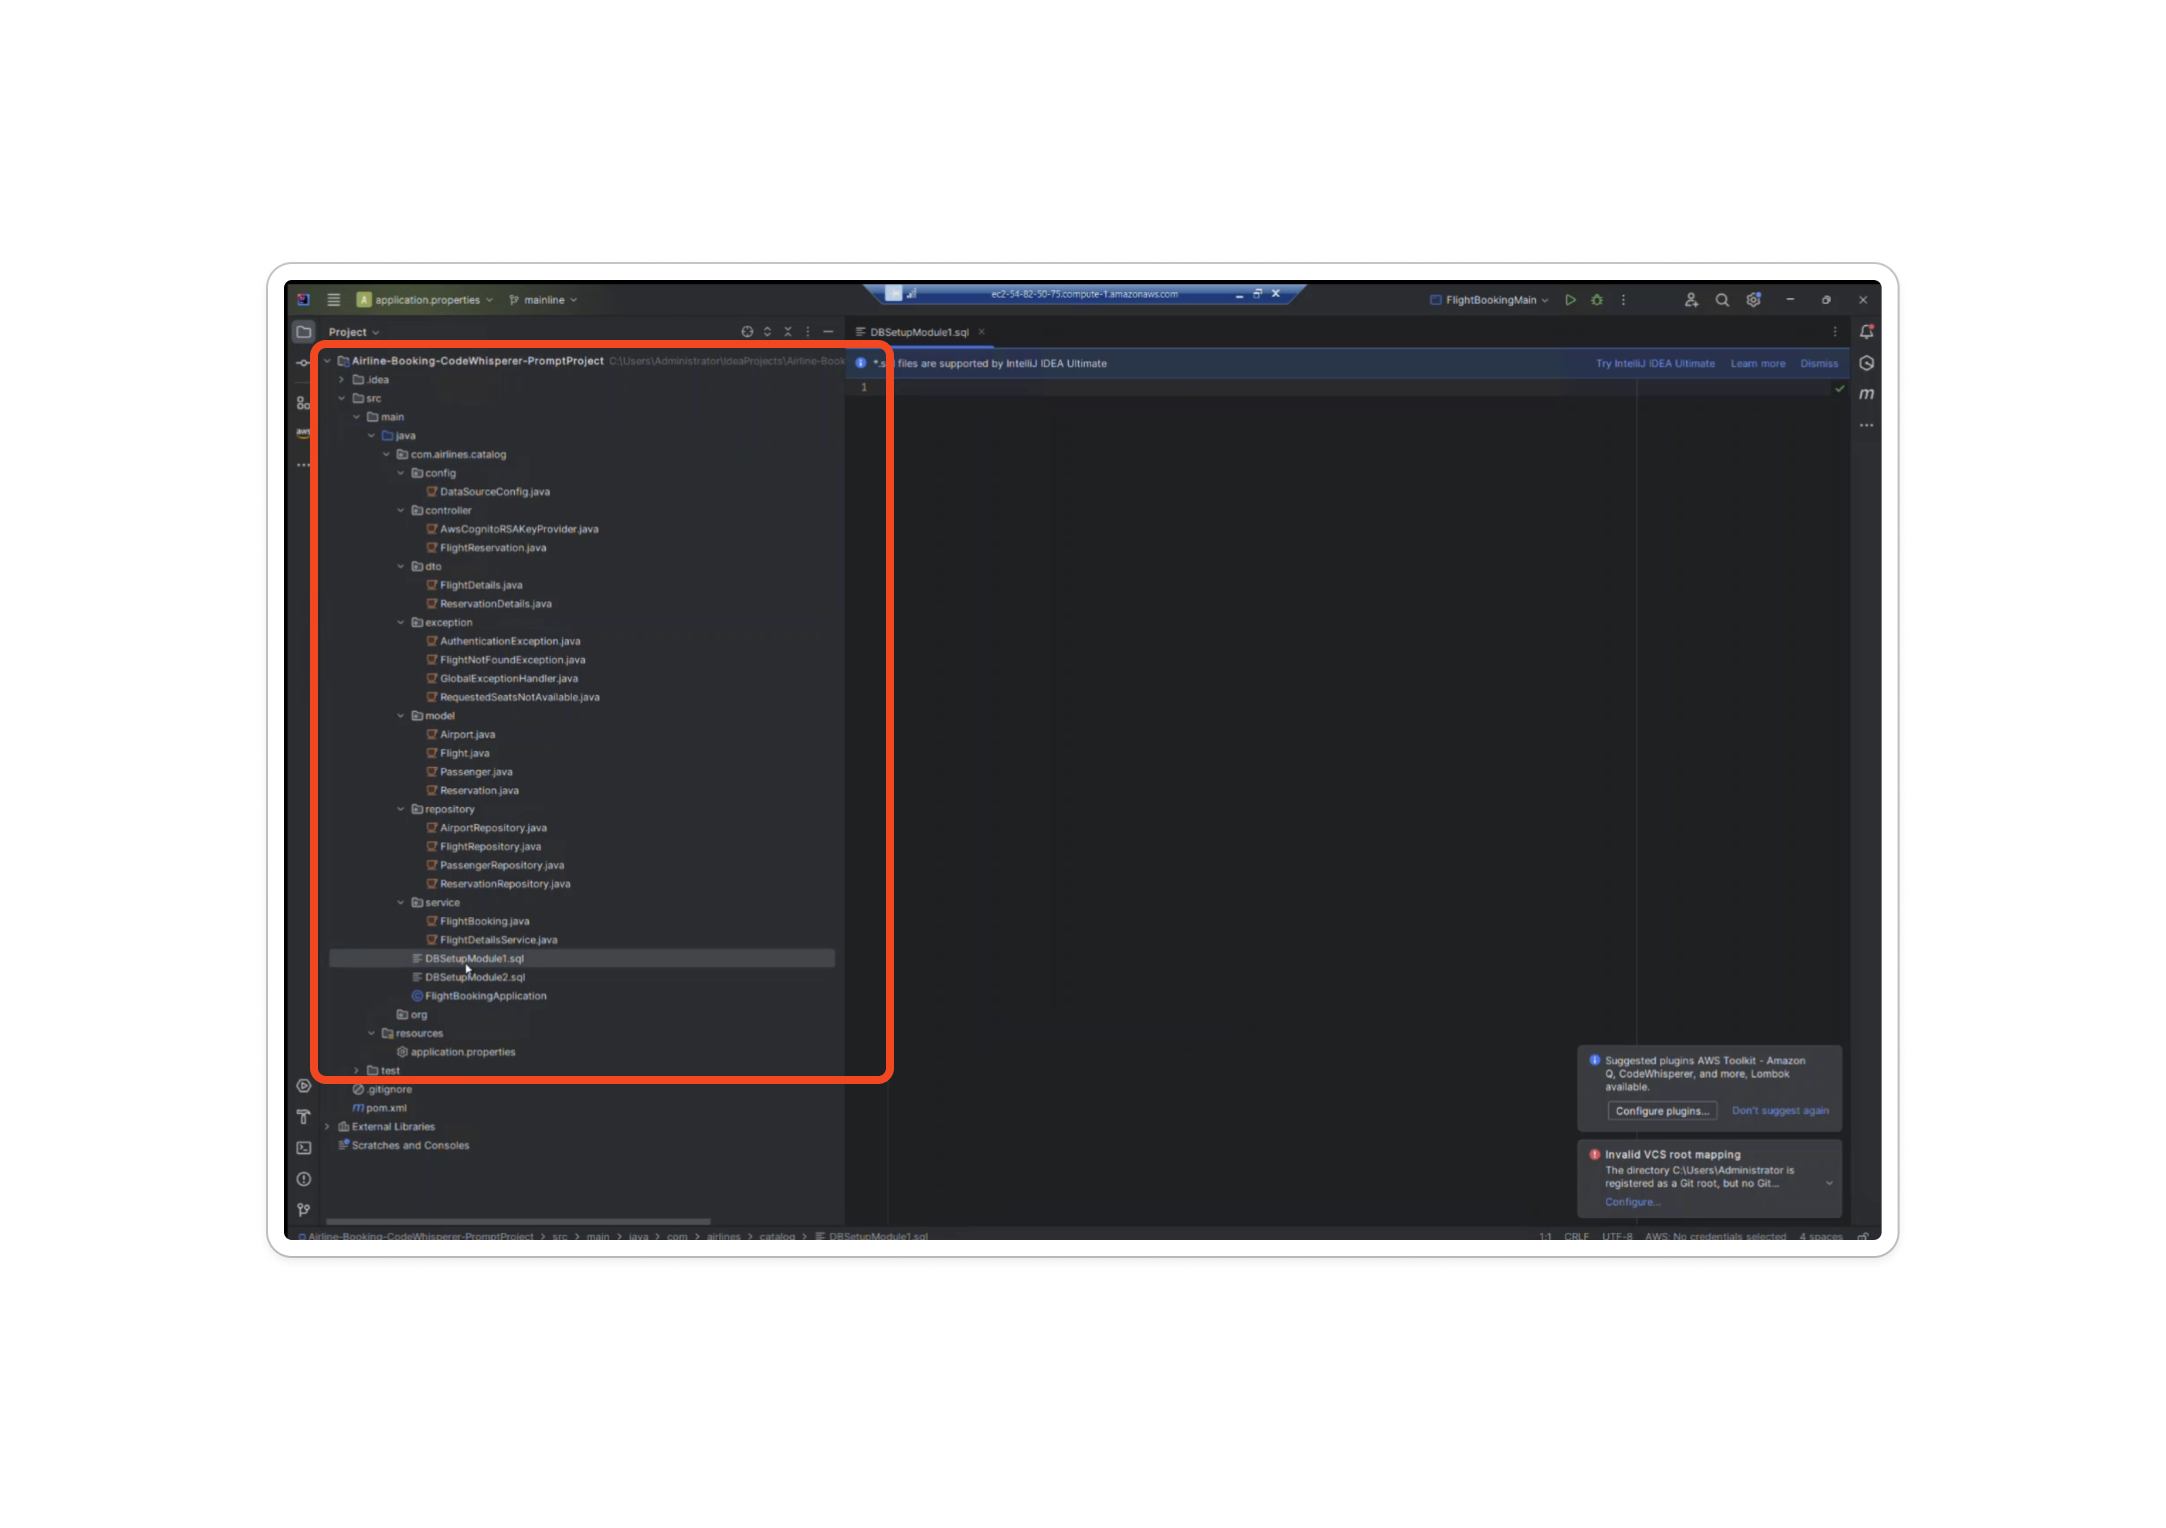 A application.properties mainline
ec2-54-82-50-75.compute-1.amazonaws.com
FlightBookingMain
Project
DBSetupModule1.sql
Airline-Booking-CodeWhisperer-PromptProject C:\Users\Administrator\IdeaProjects\Airline-Book
files are supported by IntelliJ IDEA Ultimate
Try IntelliJ IDEA Ultimate Learn more Dismiss
.idea
1
src
main
aws
java
com.airlines.catalog
config
DataSourceConfig.java
controller
AwsCognitoRSAKeyProvider.java
FlightReservation.java
dto
FlightDetails.java
ReservationDetails.java
exception
AuthenticationException.java
FlightNotFoundException.java
GlobalExceptionHandler.java
RequestedSeatsNotAvailable.java
model
Airport.java
Flight.java
Passenger.java
Reservation.java
repository
AirportRepository.java
FlightRepository.java
PassengerRepository.java
ReservationRepository.java
service
FlightBooking.java
FlightDetailsService.java
DBSetupModule1.sql
DBSetupModule2.sql
FlightBookingApplication
org
resources
application.properties
test
.gitignore
m pom.xml
External Libraries
Scratches and Consoles
m
Suggested plugins AWS Toolkit - Amazon
Q, CodeWhisperer, and more, Lombok
available.
Configure plugins... Don't suggest again
Invalid VCS root mapping
The directory C:\Users\Administrator is
registered as a Git root, but no Git...
Configure...
Airline-Booking-CodeWhisperer-PromptProject > src > main > java > com > airlines > catalog > DBSetupModule1.sql
1:1 CRLF UTF-8 AWS: No credentials selected 4 spaces